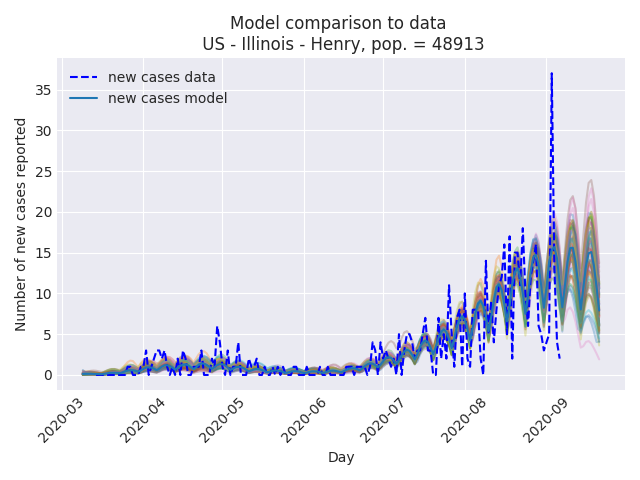 Model comparison to data
US - Illinois - Henry, pop. = 48913
new cases data
new cases model
Number of new cases reported
35
30
25
20
15
10
5
0
2020-03
2020-04
2020-05
2020-06
2020-07
2020-08
2020-09
Day